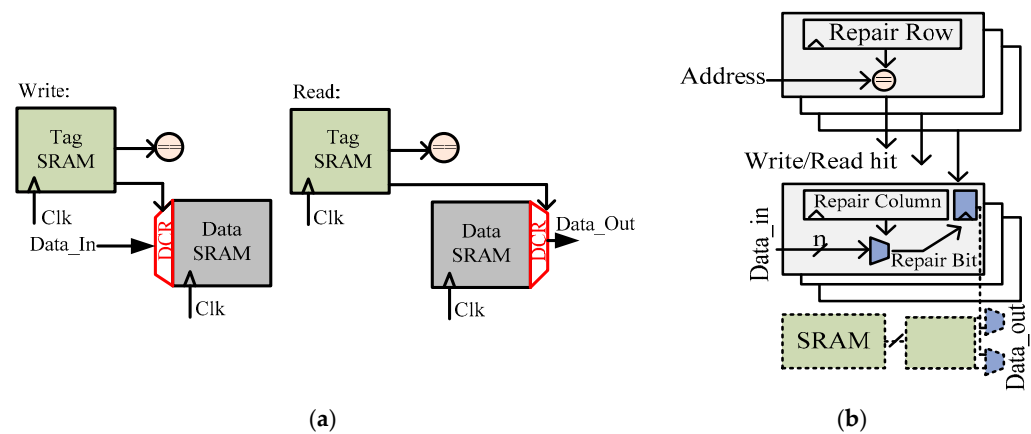 Write:
Tag
SRAM
==
Clk
Data_In
DCR
Data
SRAM
Clk
Read:
Tag
SRAM
==
Clk
Data
SRAM
DCR
Data_Out
Clk
(a)
Repair Row
Address
==
Write/Read hit
Repair Column
Data_in
n
Repair Bit
SRAM
Data_out
(b)